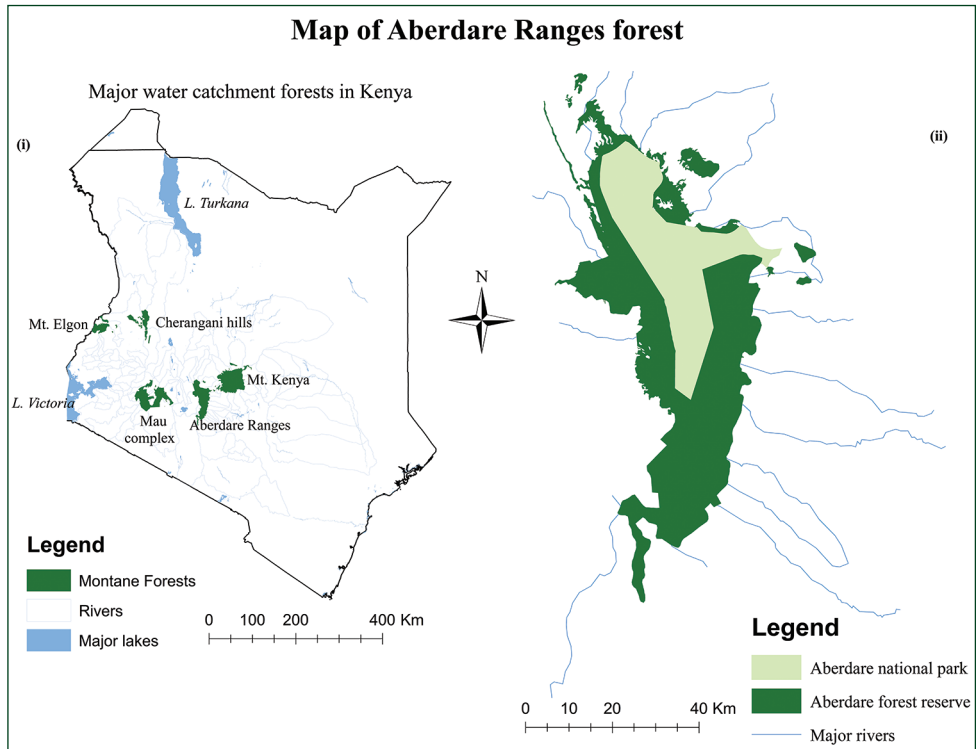 Map of Aberdare Ranges forest
Major water catchment forests in Kenya
(i)
(ii)
L. Turkana
N
Mt. Elgon
Cherangani hills
Mt. Kenya
L. Victoria
Mau
complex
Aberdare Ranges
Legend
Montane Forests
Rivers
Major lakes
0 100 200 400 Km
Legend
Aberdare national park
Aberdare forest reserve
Major rivers
0 10 20 40 Km